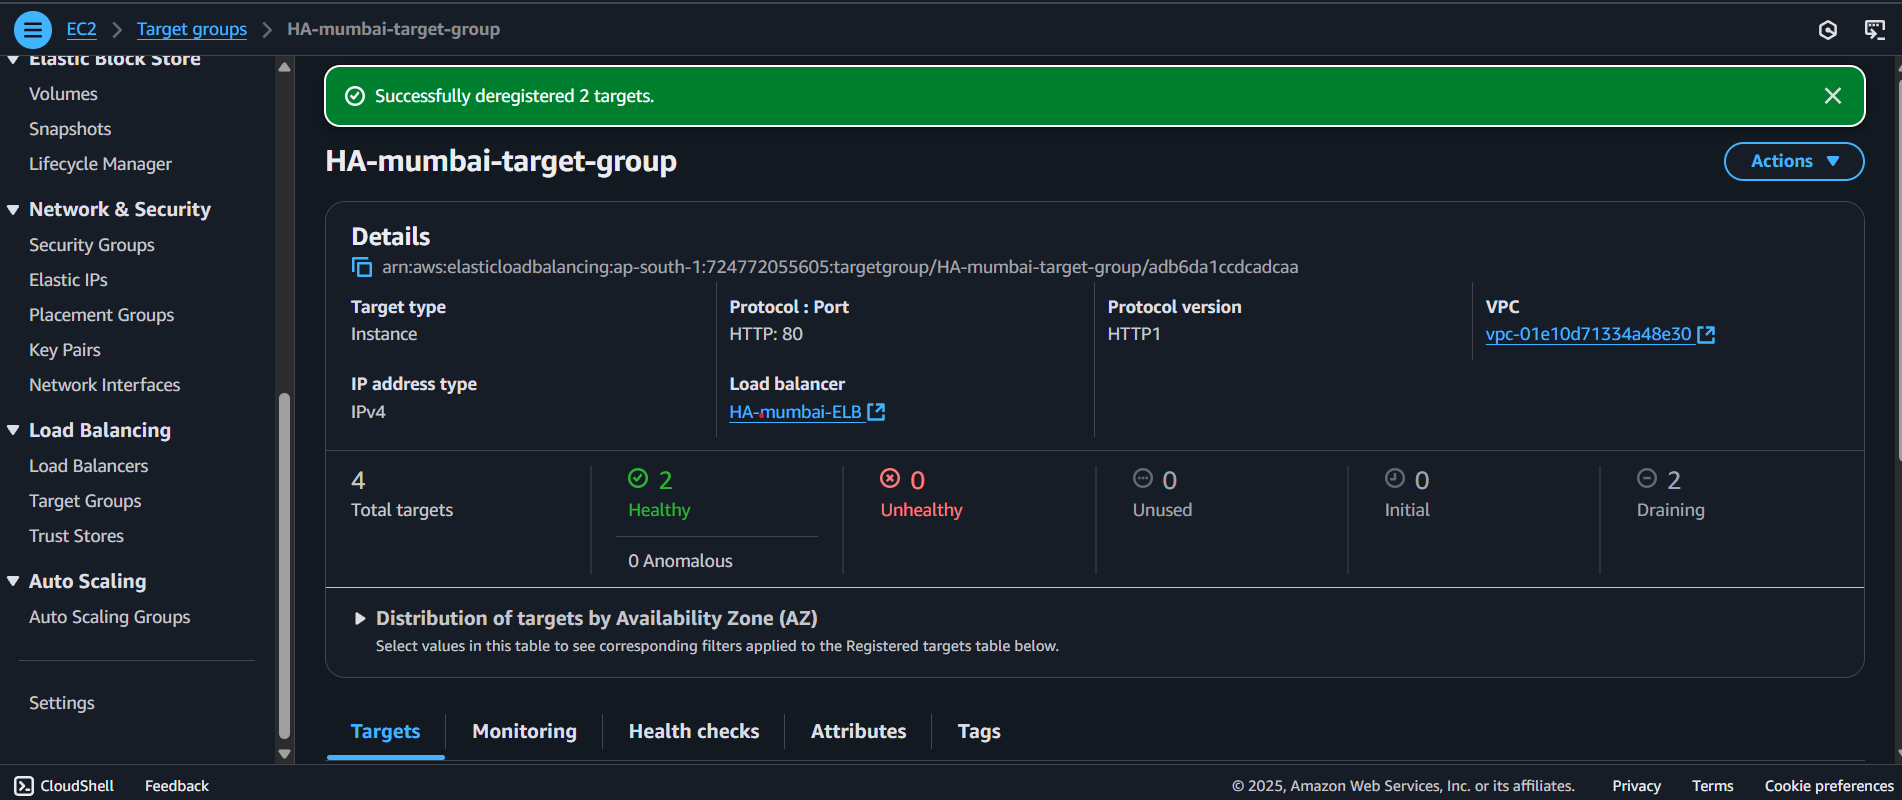 EC2 > Target groups > HA-mumbai-target-group
Elastic Block Store
Volumes
Snapshots
Lifecycle Manager
Network & Security
Security Groups
Elastic IPs
Placement Groups
Key Pairs
Network Interfaces
Load Balancing
Load Balancers
Target Groups
Trust Stores
Auto Scaling
Auto Scaling Groups
Settings
Successfully deregistered 2 targets.
HA-mumbai-target-group
Actions
Details
arn:aws:elasticloadbalancing:ap-south-1:724772055605:targetgroup/HA-mumbai-target-group/adb6da1ccdcadcaa
Target type
Instance
Protocol : Port
HTTP: 80
Protocol version
HTTP1
VPC
vpc-01e10d71334a48e30
IP address type
IPv4
Load balancer
HA-mumbai-ELB
4
Total targets
2
Healthy
0 Anomalous
0
Unhealthy
0
Unused
0
Initial
2
Draining
Distribution of targets by Availability Zone (AZ)
Select values in this table to see corresponding filters applied to the Registered targets table below.
Targets
Monitoring
Health checks
Attributes
Tags
CloudShell
Feedback
© 2025, Amazon Web Services, Inc. or its affiliates.
Privacy
Terms
Cookie preferences